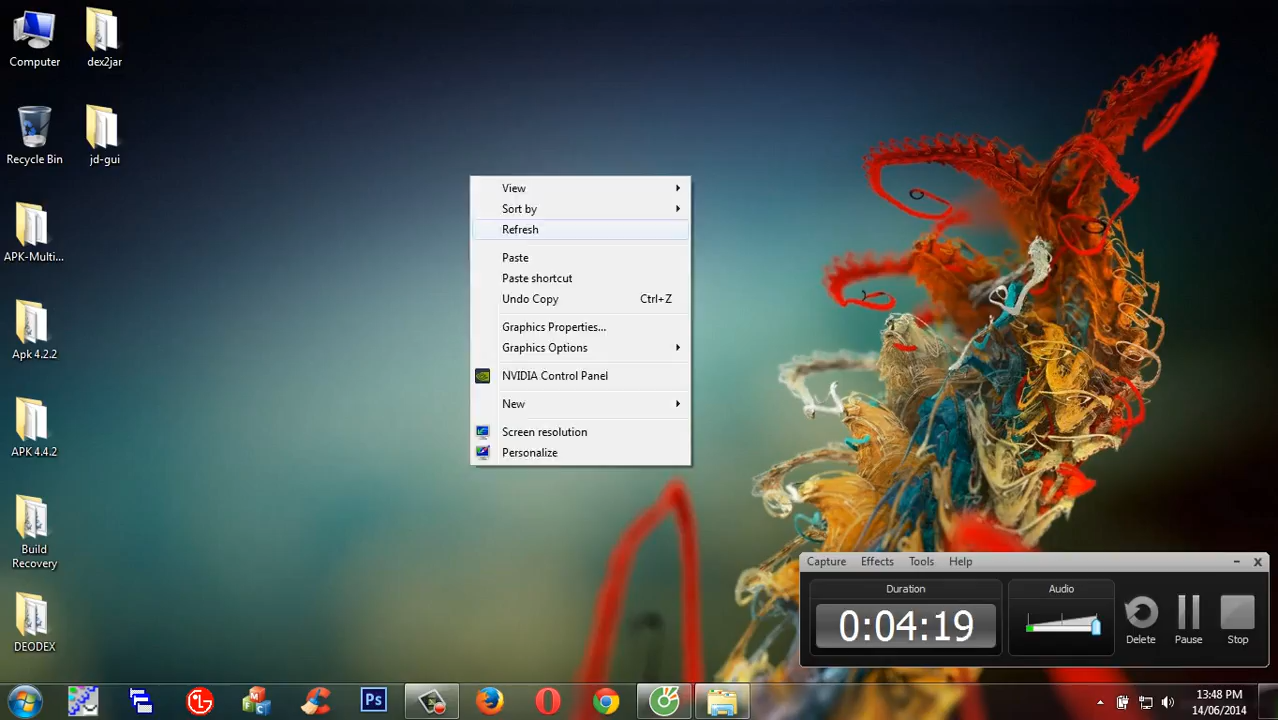 Computer
dex2jar
Recycle Bin
jd-gui
APK-Multi...
Apk 4.2.2
APK 4.4.2
Build
Recovery
DEODEX
View
Sort by
Refresh
Paste
Paste shortcut
Undo Copy Ctrl+Z
Graphics Properties...
Graphics Options
NVIDIA Control Panel
New
Screen resolution
Personalize
Capture Effects Tools Help
Duration
Audio
0:04:19
Delete Pause Stop
LG
M F C
Ps
13:48 PM
14/06/2014